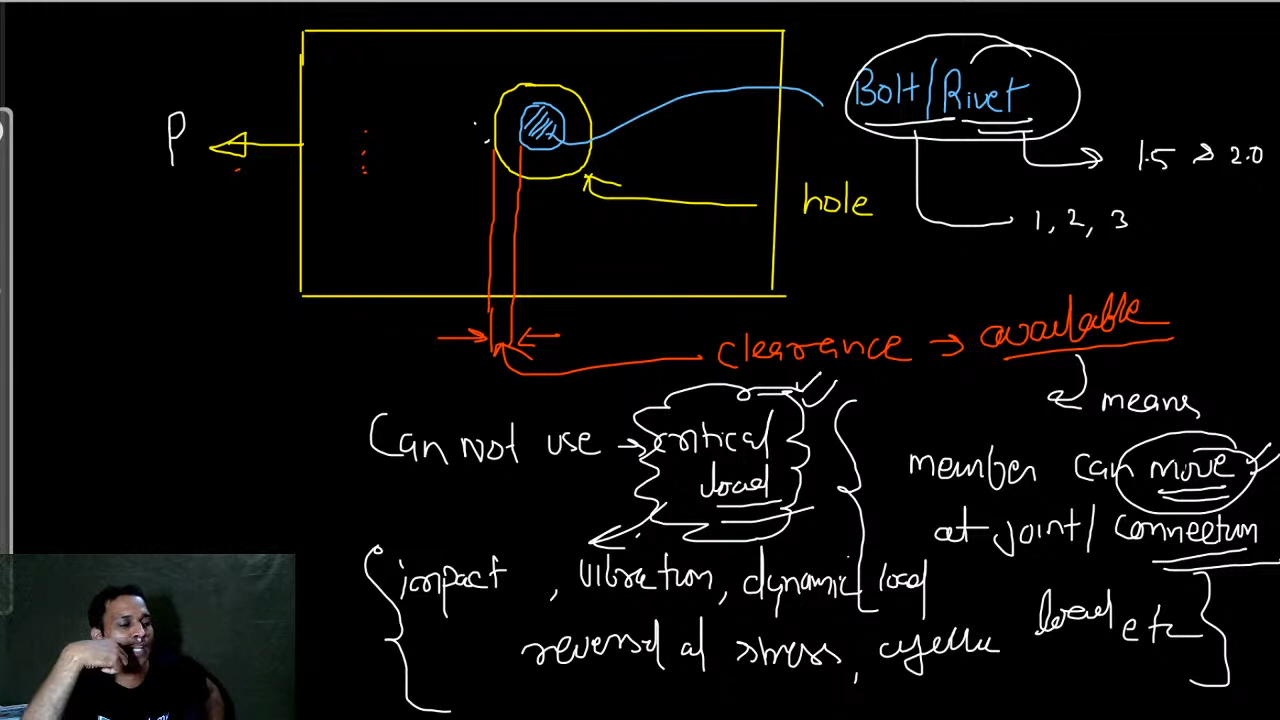 P
Bolt/Rivet
1.5 & 2.0
hole
1, 2, 3
clearance → available
means
Can not use → critical
load
member can move
at joint/connection
impact, vibration, dynamic load
reversal of stress, cyclic load etc